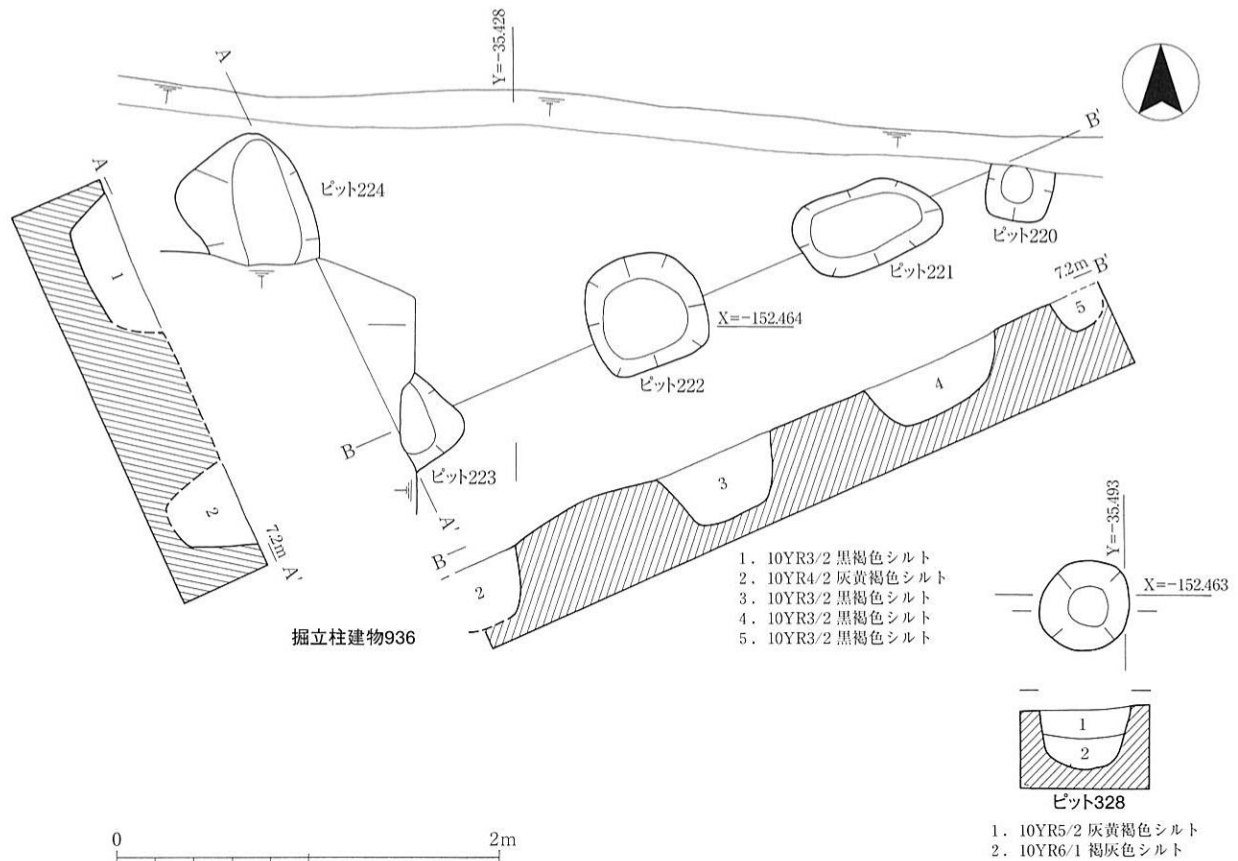 Y=-35.428
A
B'
A
ピット224
ピット220
ピット221
7.2m
B'
1
5
X=-152.464
ピット222
4
B
ピット223
3
2
A'
7.2m
A'
B
2
掘立柱建物936
1. 10YR3/2 黒褐色シルト
2. 10YR4/2 灰黄褐色シルト
3. 10YR3/2 黒褐色シルト
4. 10YR3/2 黒褐色シルト
5. 10YR3/2 黒褐色シルト
Y=-35.493
X=-152.463
1
2
ピット328
1. 10YR5/2 灰黄褐色シルト
2. 10YR6/1 褐灰色シルト
0
2m